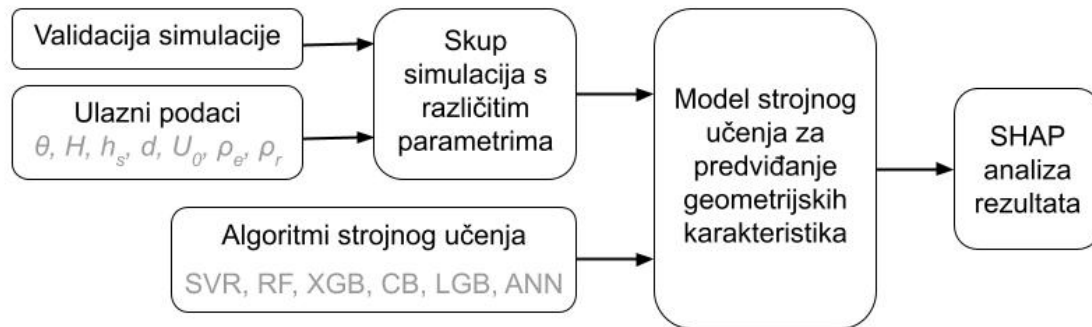 Validacija simulacije
Ulazni podaci
θ, H, hₛ, d, U₀, ρₑ, ρᵣ
Skup
simulacija s
različitim
parametrima
Algoritmi strojnog učenja
SVR, RF, XGB, CB, LGB, ANN
Model strojnog
učenja za
predviđanje
geometrijskih
karakteristika
SHAP
analiza
rezultata